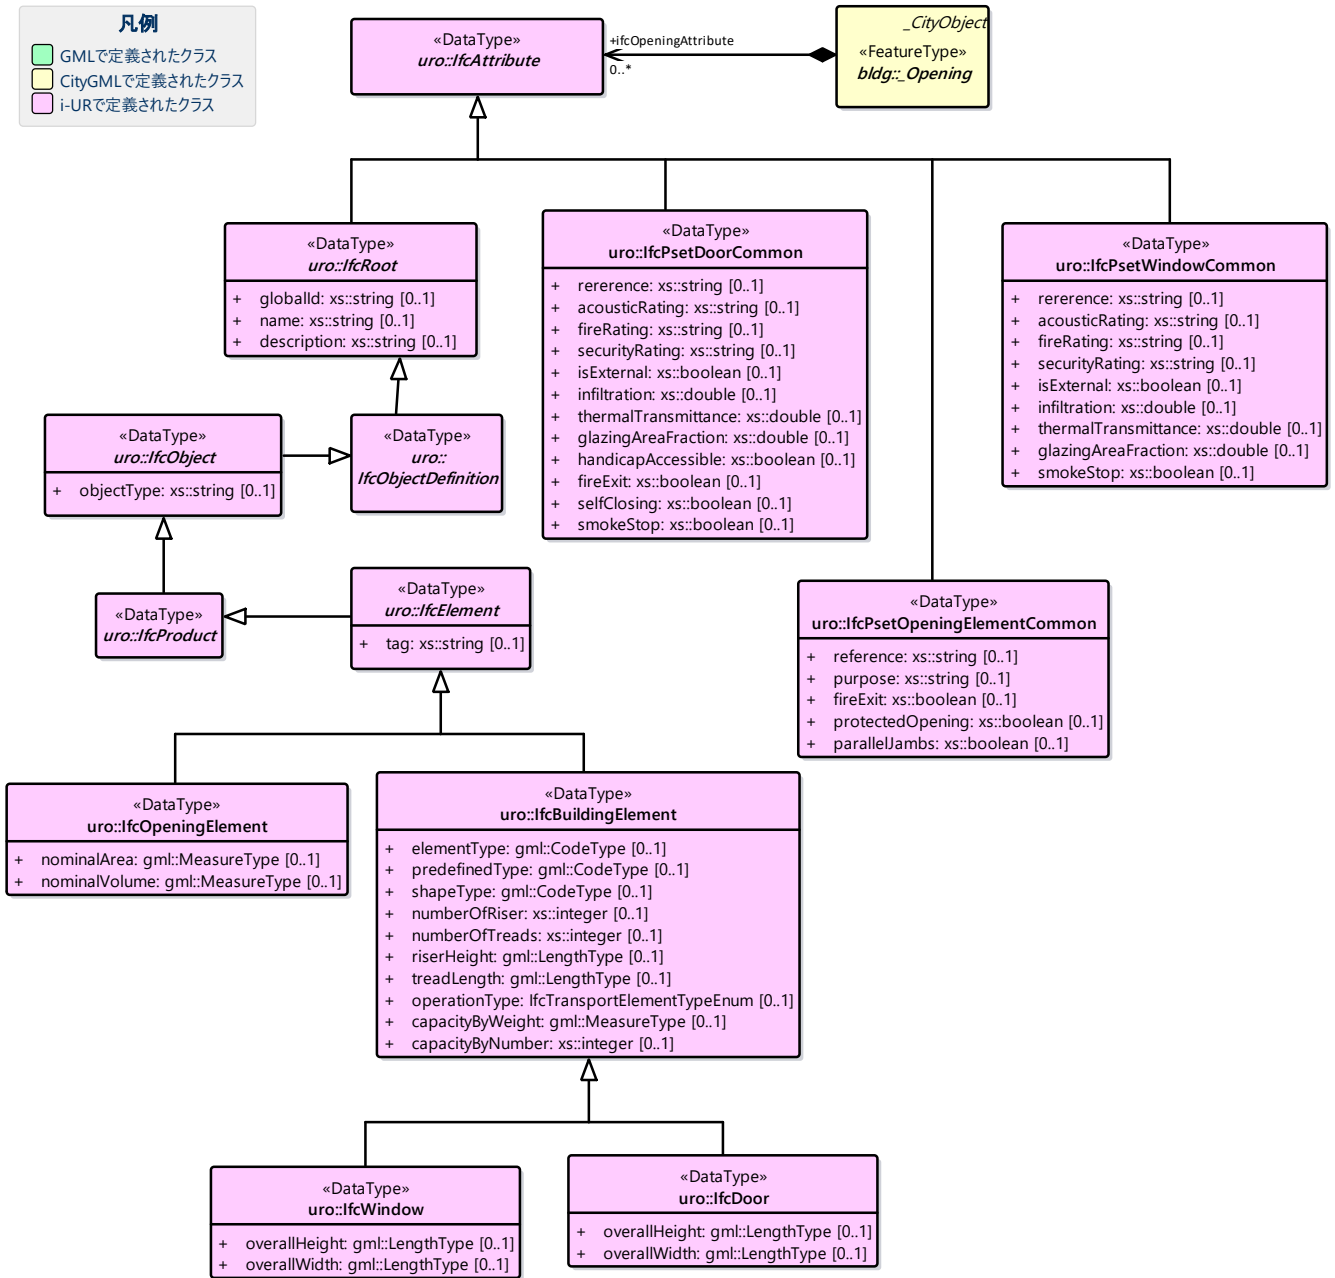 凡例
GMLで定義されたクラス
CityGMLで定義されたクラス
i-URで定義されたクラス
«DataType»
uro::IfcAttribute
+ifcOpeningAttribute
0..*
_CityObject
«FeatureType»
bldg::_Opening
«DataType»
uro::IfcRoot
+ globalId: xs::string [0..1]
+ name: xs::string [0..1]
+ description: xs::string [0..1]
«DataType»
uro::IfcPsetDoorCommon
+ rererence: xs::string [0..1]
+ acousticRating: xs::string [0..1]
+ fireRating: xs::string [0..1]
+ securityRating: xs::string [0..1]
+ isExternal: xs::boolean [0..1]
+ infiltration: xs::double [0..1]
+ thermalTransmittance: xs::double [0..1]
+ glazingAreaFraction: xs::double [0..1]
+ handicapAccessible: xs::boolean [0..1]
+ fireExit: xs::boolean [0..1]
+ selfClosing: xs::boolean [0..1]
+ smokeStop: xs::boolean [0..1]
«DataType»
uro::IfcPsetWindowCommon
+ rererence: xs::string [0..1]
+ acousticRating: xs::string [0..1]
+ fireRating: xs::string [0..1]
+ securityRating: xs::string [0..1]
+ isExternal: xs::boolean [0..1]
+ infiltration: xs::double [0..1]
+ thermalTransmittance: xs::double [0..1]
+ glazingAreaFraction: xs::double [0..1]
+ smokeStop: xs::boolean [0..1]
«DataType»
uro::IfcObject
+ objectType: xs::string [0..1]
«DataType»
uro::
IfcObjectDefinition
«DataType»
uro::IfcProduct
«DataType»
uro::IfcElement
+ tag: xs::string [0..1]
«DataType»
uro::IfcPsetOpeningElementCommon
+ reference: xs::string [0..1]
+ purpose: xs::string [0..1]
+ fireExit: xs::boolean [0..1]
+ protectedOpening: xs::boolean [0..1]
+ parallelJambs: xs::boolean [0..1]
«DataType»
uro::IfcOpeningElement
+ nominalArea: gml::MeasureType [0..1]
+ nominalVolume: gml::MeasureType [0..1]
«DataType»
uro::IfcBuildingElement
+ elementType: gml::CodeType [0..1]
+ predefinedType: gml::CodeType [0..1]
+ shapeType: gml::CodeType [0..1]
+ numberOfRiser: xs::integer [0..1]
+ numberOfTreads: xs::integer [0..1]
+ riserHeight: gml::LengthType [0..1]
+ treadLength: gml::LengthType [0..1]
+ operationType: IfcTransportElementTypeEnum [0..1]
+ capacityByWeight: gml::MeasureType [0..1]
+ capacityByNumber: xs::integer [0..1]
«DataType»
uro::IfcWindow
+ overallHeight: gml::LengthType [0..1]
+ overallWidth: gml::LengthType [0..1]
«DataType»
uro::IfcDoor
+ overallHeight: gml::LengthType [0..1]
+ overallWidth: gml::LengthType [0..1]